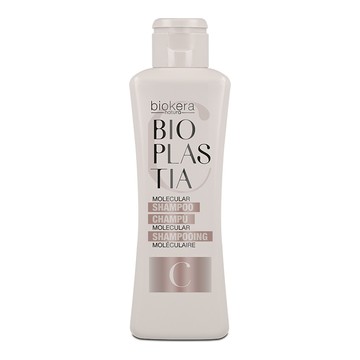 biokera
natura
BIO
PLAS
TIA
MOLECULAR
SHAMPOO
CHAMPU
MOLECULAR
SHAMPOOING
MOLÉCULAIRE
C